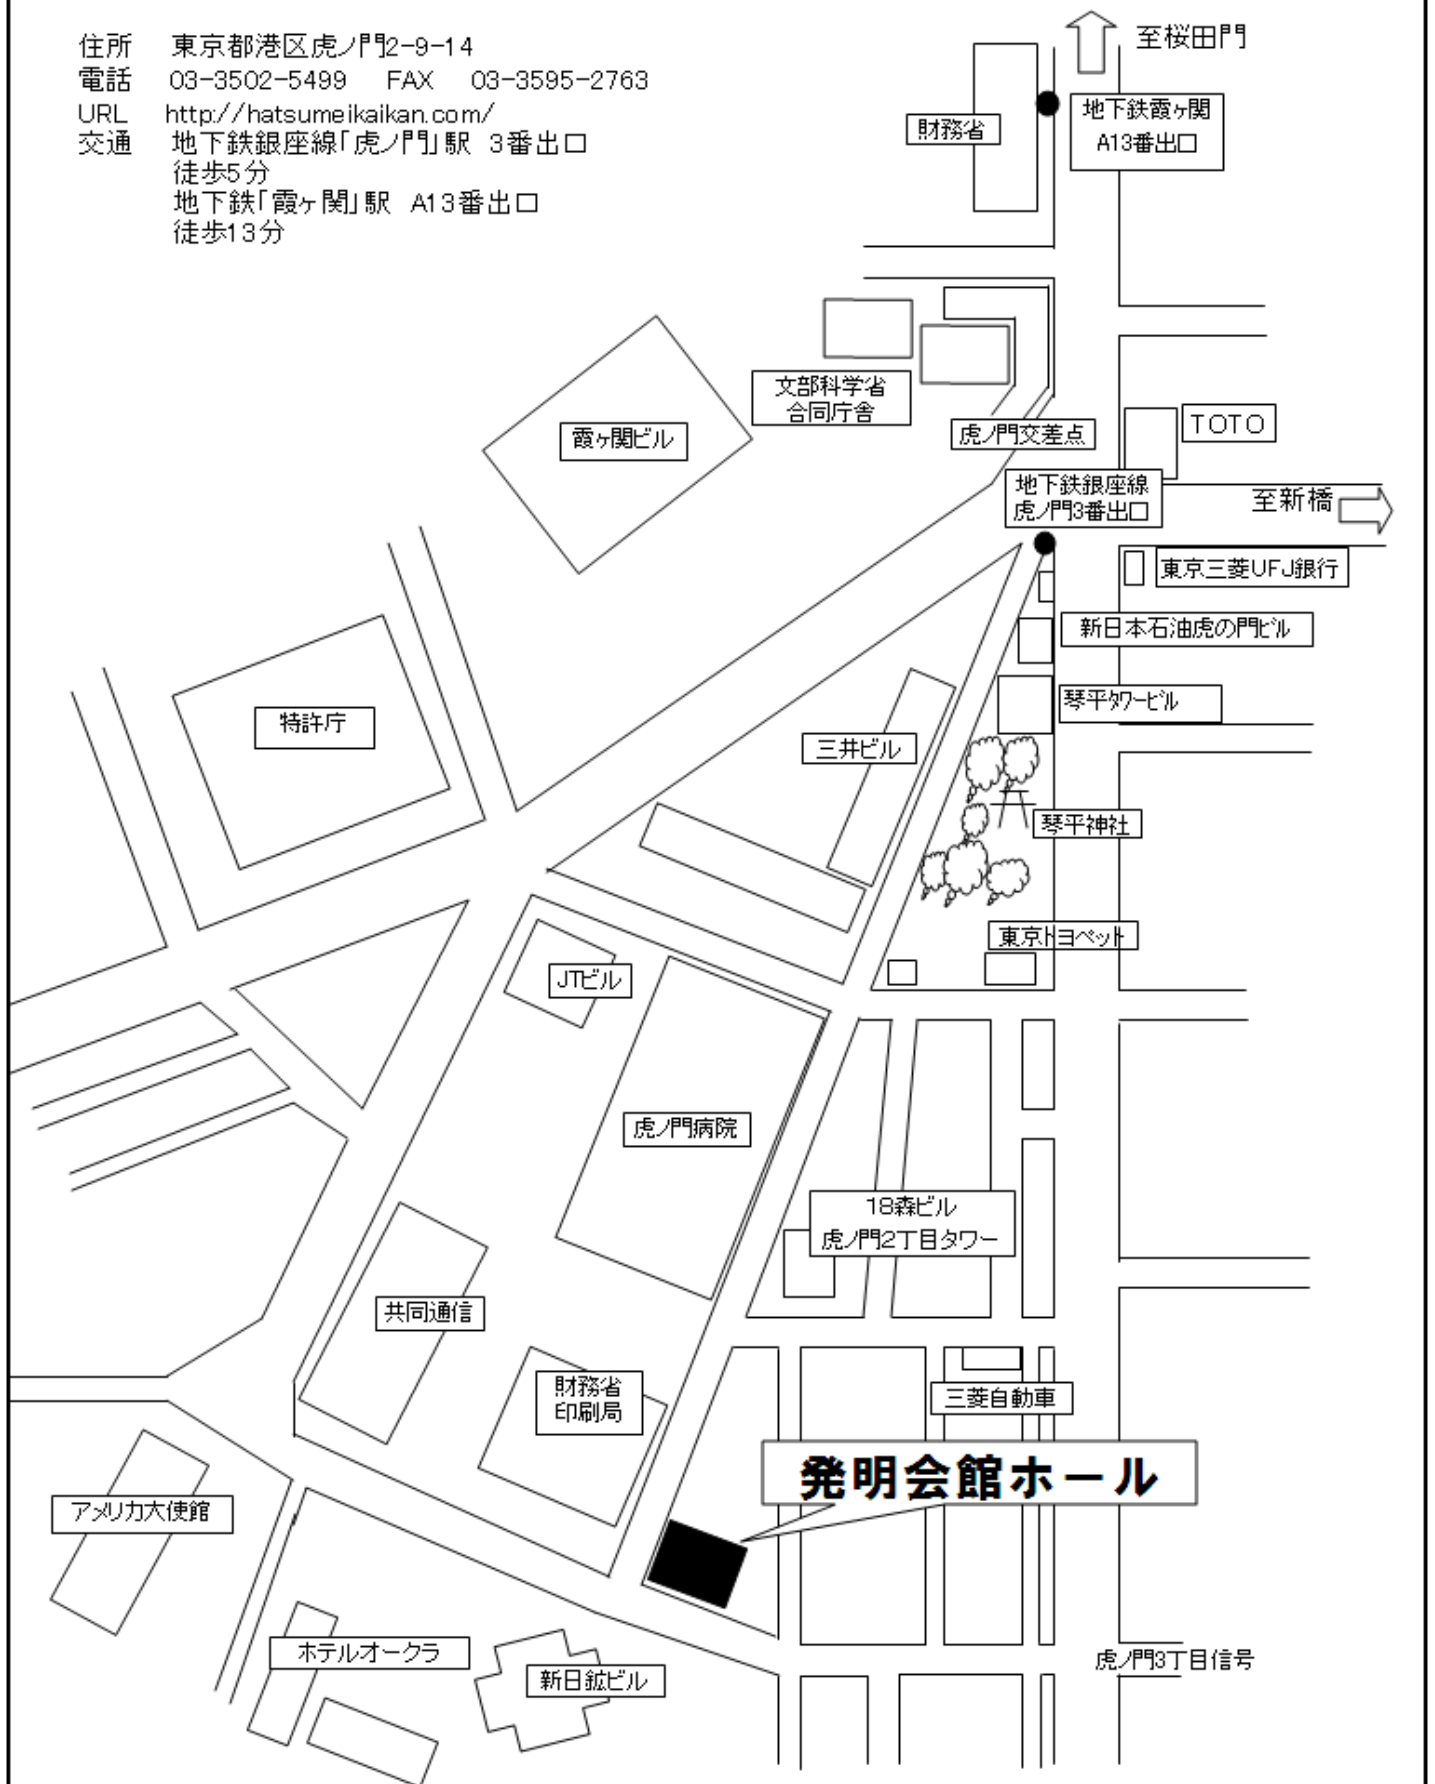 住所 東京都港区虎ノ門2-9-14
電話 03-3502-5499 FAX 03-3595-2763
URL http://hatsumeikaikan.com/
交通 地下鉄銀座線「虎ノ門」駅 3番出口
徒歩5分
地下鉄「霞ヶ関」駅 A13番出口
徒歩13分
至桜田門
財務省
地下鉄霞ヶ関
A13番出口
文部科学省
合同庁舎
霞ヶ関ビル
虎ノ門交差点
TOTO
地下鉄銀座線
虎ノ門3番出口
至新橋
東京三菱UFJ銀行
新日本石油虎の門ビル
琴平タワービル
特許庁
三井ビル
琴平神社
東京トヨペット
JTビル
虎ノ門病院
18森ビル
虎ノ門2丁目タワー
共同通信
財務省
印刷局
三菱自動車
発明会館ホール
アメリカ大使館
ホテルオークラ
新日鉱ビル
虎ノ門3丁目信号